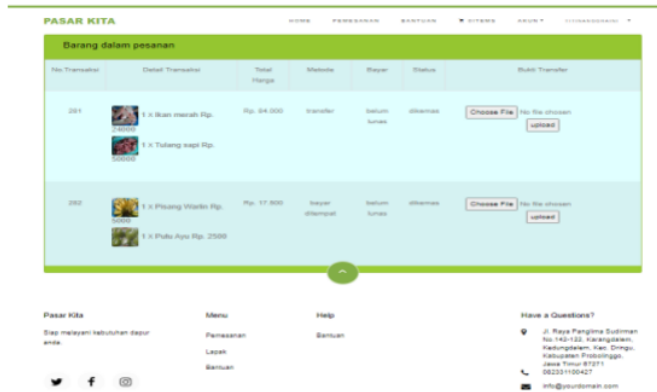 PASAR KITA
HOME PEMESANAN BANTUAN
Barang dalam pesanan
No.Transaksi Detail Transaksi Total Harga Metode Bayar Status Bukti Transfer
281 1 x Ikan merah Rp. 24000 Rp. 84.000 transfer belum lunas dikemas Choose File No file chosen
upload
1 x Tulang sapi Rp. 50000
282 1 x Pisang Warlin Rp. 5000 Rp. 17.500 bayar ditempat belum lunas dikemas Choose File No file chosen
upload
1 x Putu Ayu Rp. 2500
Pasar Kita Menu Help Have a Questions?
Siap melayani kebutuhan dapur
anda.
Pemesanan
Lapak
Bantuan
Bantuan
Jl. Raya Panglima Sudirman
No.142-122, Karangdalem,
Kedungdalem, Kec. Dringu,
Kabupaten Probolinggo,
Jawa Timur 67271
082331100427
info@yourdomain.com